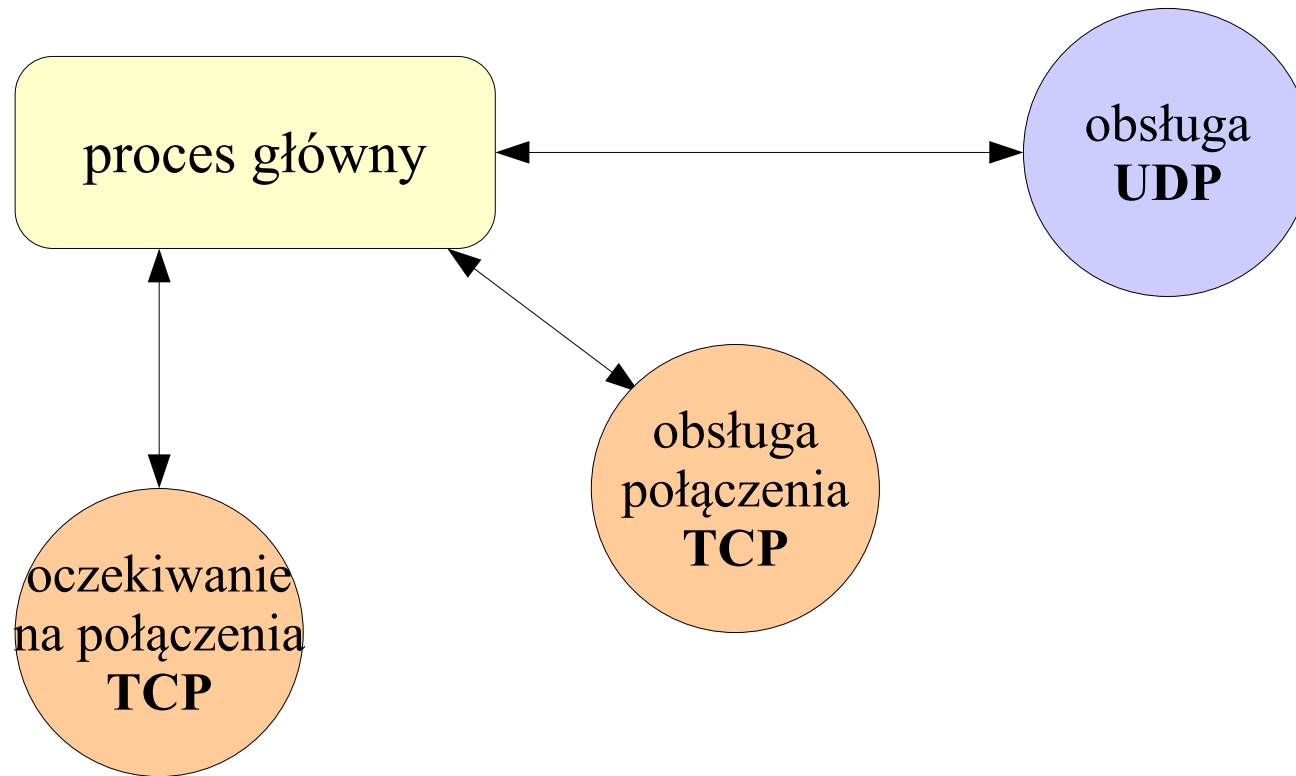 proces główny
obsługa
UDP
obsługa
połączenia
TCP
oczekiwanie
na połączenia
TCP